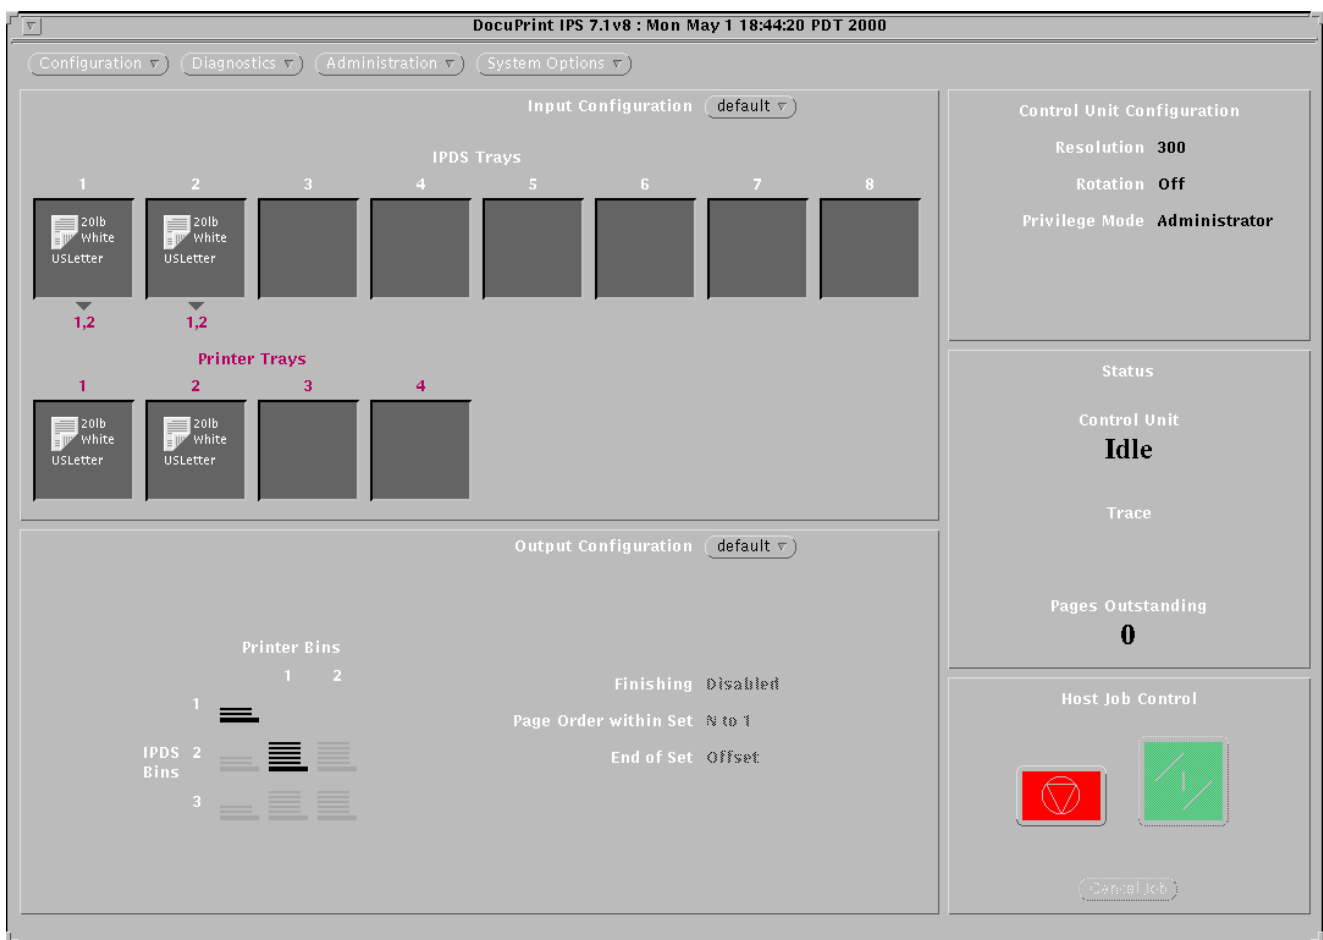 DocuPrint IPS 7.1v8 : Mon May 1 18:44:20 PDT 2000
Configuration Diagnostics Administration System Options
Input Configuration default
IPDS Trays
1 2 3 4 5 6 7 8
20lb White USLetter
20lb White USLetter
1,2 1,2
Printer Trays
1 2 3 4
20lb White USLetter
20lb White USLetter
Output Configuration default
Printer Bins
1 2
1
IPDS Bins
2
3
Finishing Disabled
Page Order within Set N to 1
End of Set Offset
Control Unit Configuration
Resolution 300
Rotation Off
Privilege Mode Administrator
Status
Control Unit
Idle
Trace
Pages Outstanding
0
Host Job Control
Cancel Job